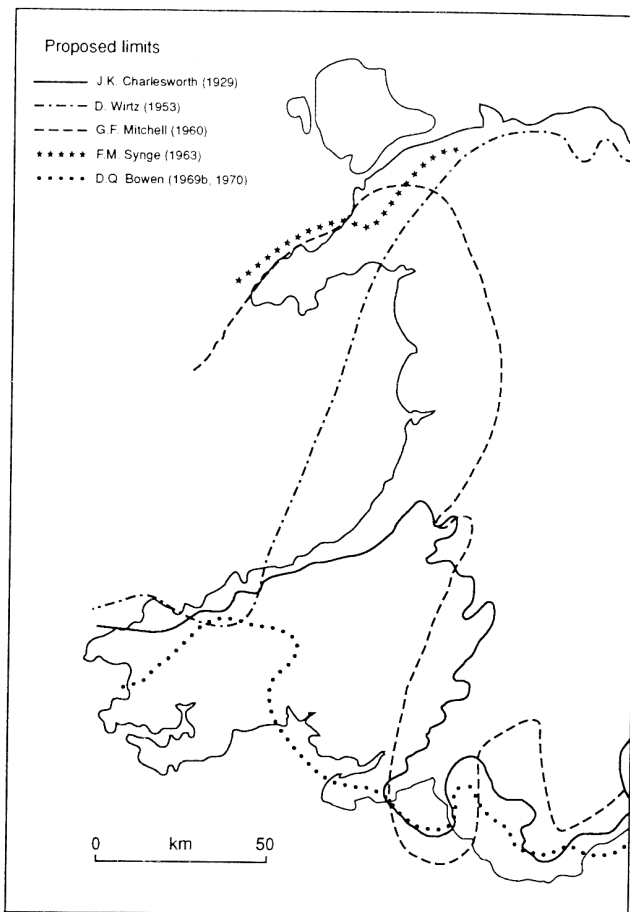 Proposed limits
J.K. Charlesworth (1929)
D. Wirtz (1953)
G.F. Mitchell (1960)
F.M. Synge (1963)
D.Q. Bowen (1969b, 1970)
0 km 50